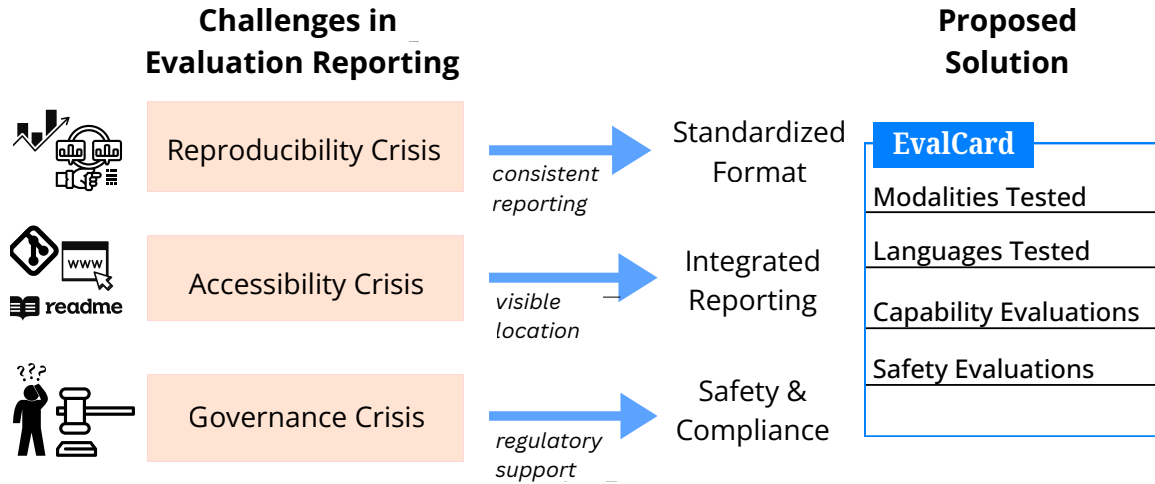 Challenges in
Evaluation Reporting
Proposed
Solution
Reproducibility Crisis
consistent
reporting
Standardized
Format
www
readme
Accessibility Crisis
visible
location
Integrated
Reporting
???
Governance Crisis
regulatory
support
Safety &
Compliance
EvalCard
Modalities Tested
Languages Tested
Capability Evaluations
Safety Evaluations